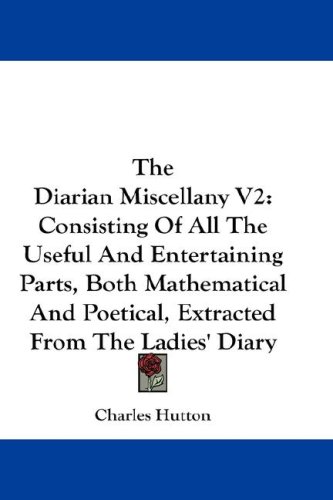 The
Diarian Miscellany V2:
Consisting Of All The
Useful And Entertaining
Parts, Both Mathematical
And Poetical, Extracted
From The Ladies' Diary
Charles Hutton